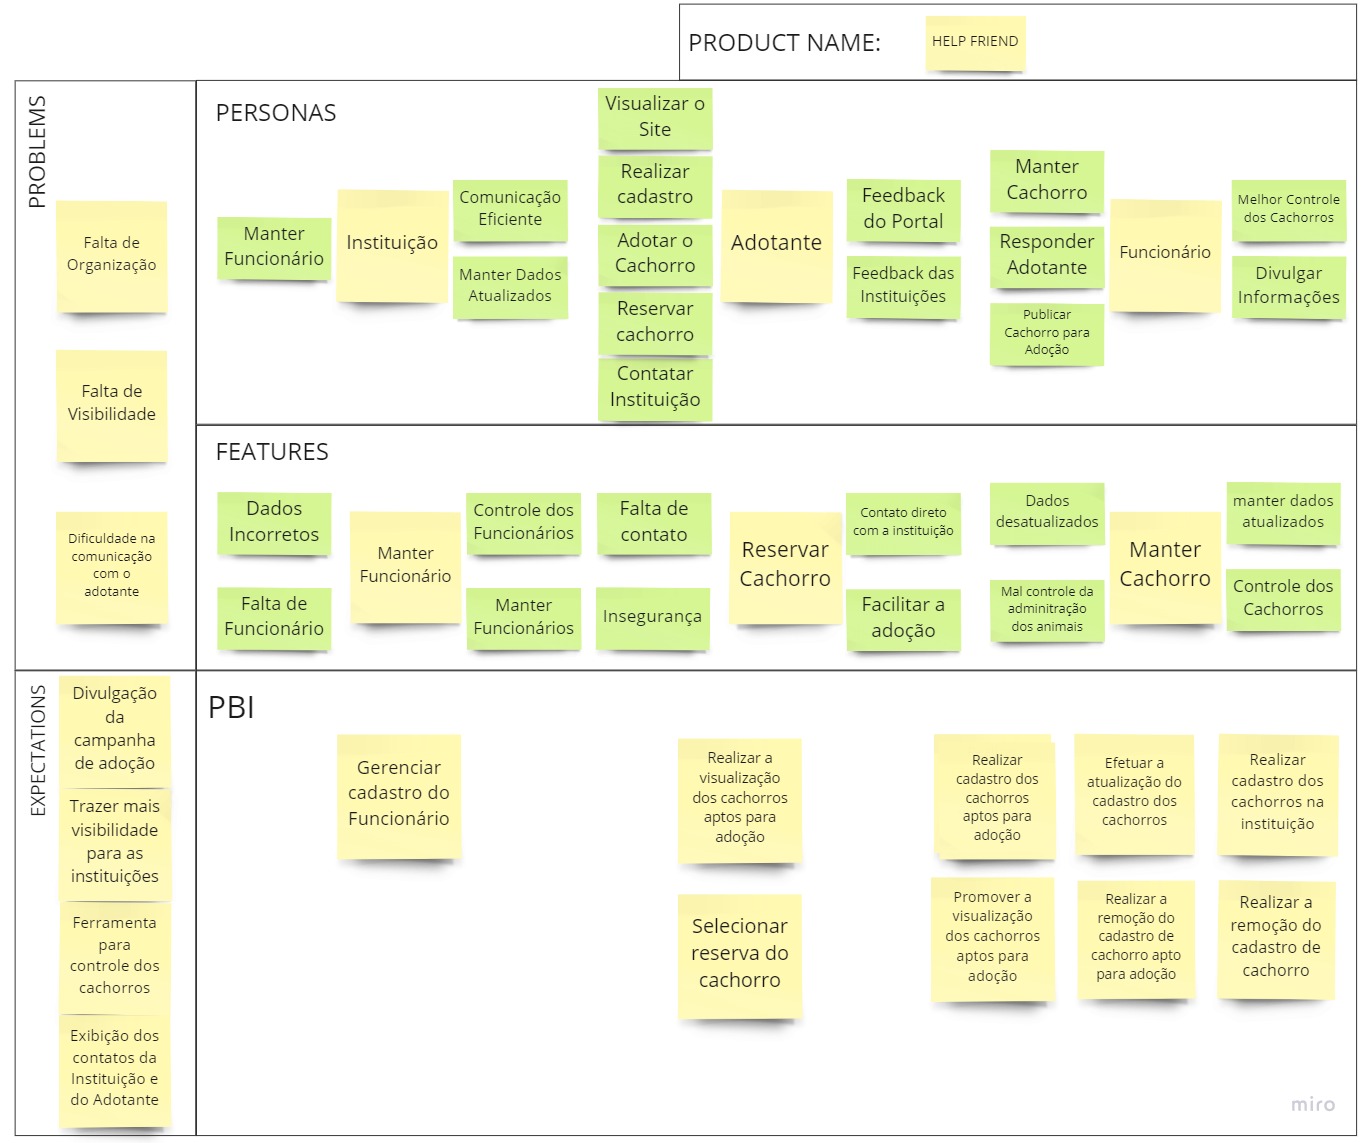 PRODUCT NAME:
HELP FRIEND
PROBLEMS
Falta de
Organização
Falta de
Visibilidade
Dificuldade na
comunicação
com o
adotante
PERSONAS
Manter
Funcionário
Instituição
Comunicação
Eficiente
Manter Dados
Atualizados
Visualizar o
Site
Realizar
cadastro
Adotar o
Cachorro
Reservar
cachorro
Contatar
Instituição
Adotante
Feedback
do Portal
Feedback das
Instituições
Manter
Cachorro
Responder
Adotante
Publicar
Cachorro para
Adoção
Funcionário
Melhor Controle
dos Cachorros
Divulgar
Informações
FEATURES
Dados
Incorretos
Falta de
Funcionário
Manter
Funcionário
Controle dos
Funcionários
Manter
Funcionários
Falta de
contato
Insegurança
Reservar
Cachorro
Contato direto
com a instituição
Facilitar a
adoção
Dados
desatualizados
Mal controle da
adminitração
dos animais
Manter
Cachorro
manter dados
atualizados
Controle dos
Cachorros
EXPECTATIONS
Divulgação
da
campanha
de adoção
Trazer mais
visibilidade
para as
instituições
Ferramenta
para
controle dos
cachorros
Exibição dos
contatos da
Instituição e
do Adotante
PBI
Gerenciar
cadastro do
Funcionário
Realizar a
visualização
dos cachorros
aptos para
adoção
Selecionar
reserva do
cachorro
Realizar
cadastro dos
cachorros
aptos para
adoção
Efetuar a
atualização do
cadastro dos
cachorros
Realizar
cadastro dos
cachorros na
instituição
Promover a
visualização
dos cachorros
aptos para
adoção
Realizar a
remoção do
cadastro de
cachorro apto
para adoção
Realizar a
remoção do
cadastro de
cachorro
miro